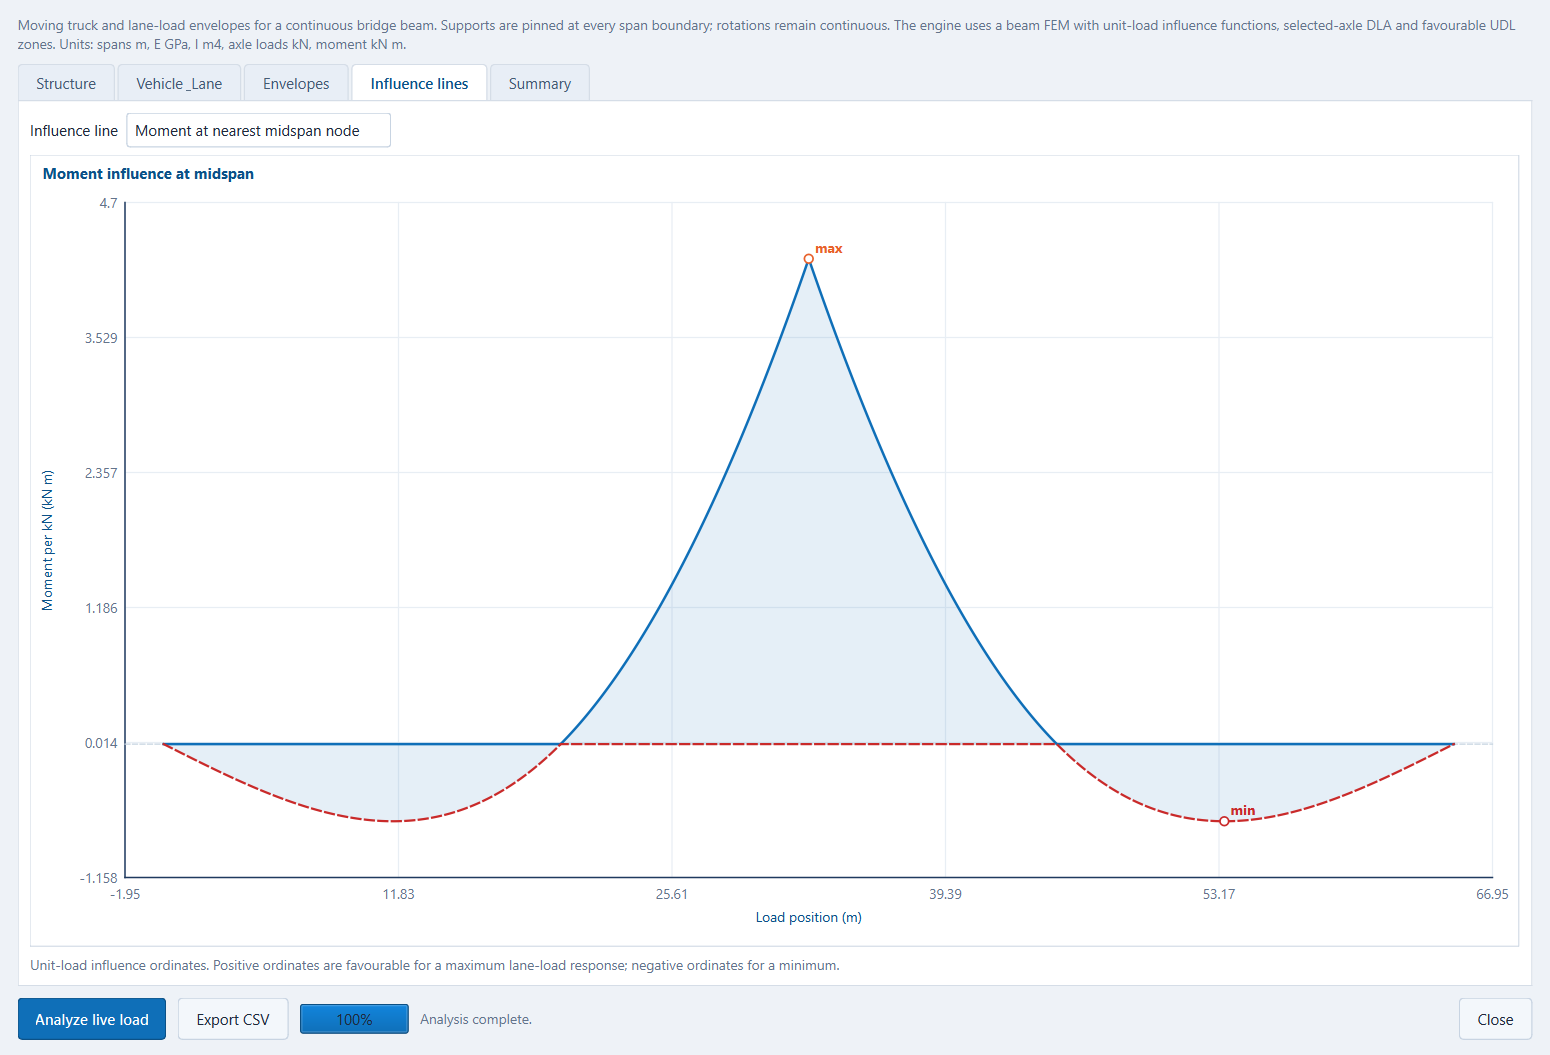 Moving truck and lane-load envelopes for a continuous bridge beam. Supports are pinned at every span boundary; rotations remain continuous. The engine uses a beam FEM with unit-load influence functions, selected-axle DLA and favourable UDL
zones. Units: spans m, E GPa, I m4, axle loads kN, moment kN m.
Structure
Vehicle_Lane
Envelopes
Influence lines
Summary
Influence line
Moment at nearest midspan node
Moment influence at midspan
4.7
3.529
2.357
1.186
0.014
-1.158
Moment per kN (kN m)
max
min
-1.95
11.83
25.61
39.39
53.17
66.95
Load position (m)
Unit-load influence ordinates. Positive ordinates are favourable for a maximum lane-load response; negative ordinates for a minimum.
Analyze live load
Export CSV
100%
Analysis complete.
Close